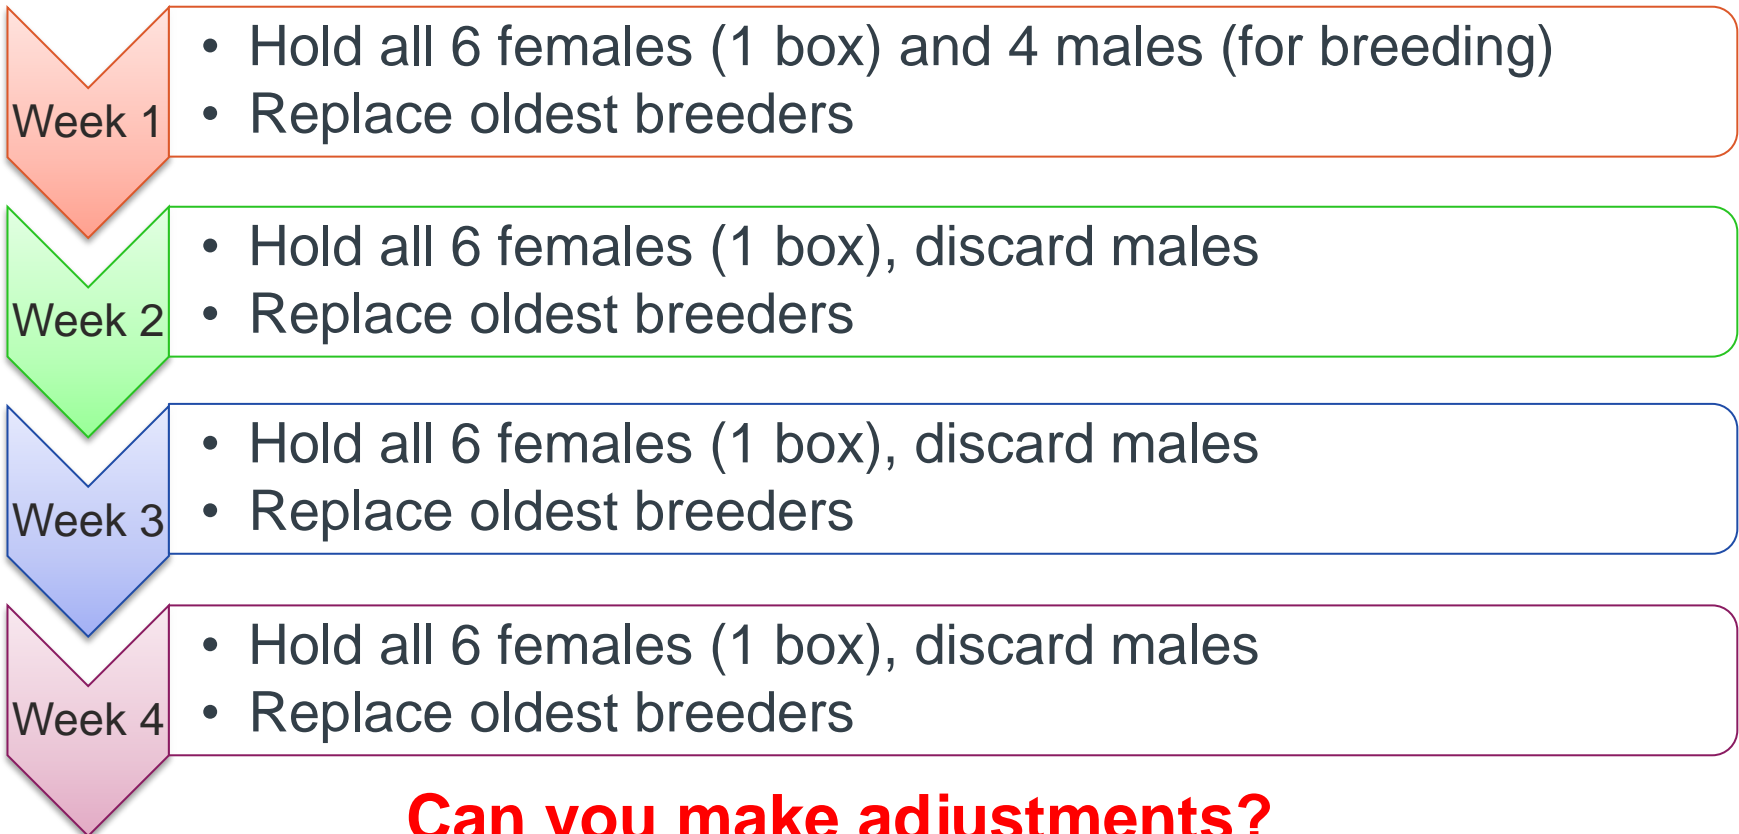 Week 1
• Hold all 6 females (1 box) and 4 males (for breeding)
• Replace oldest breeders
Week 2
• Hold all 6 females (1 box), discard males
• Replace oldest breeders
Week 3
• Hold all 6 females (1 box), discard males
• Replace oldest breeders
Week 4
• Hold all 6 females (1 box), discard males
• Replace oldest breeders
Can you make adjustments?